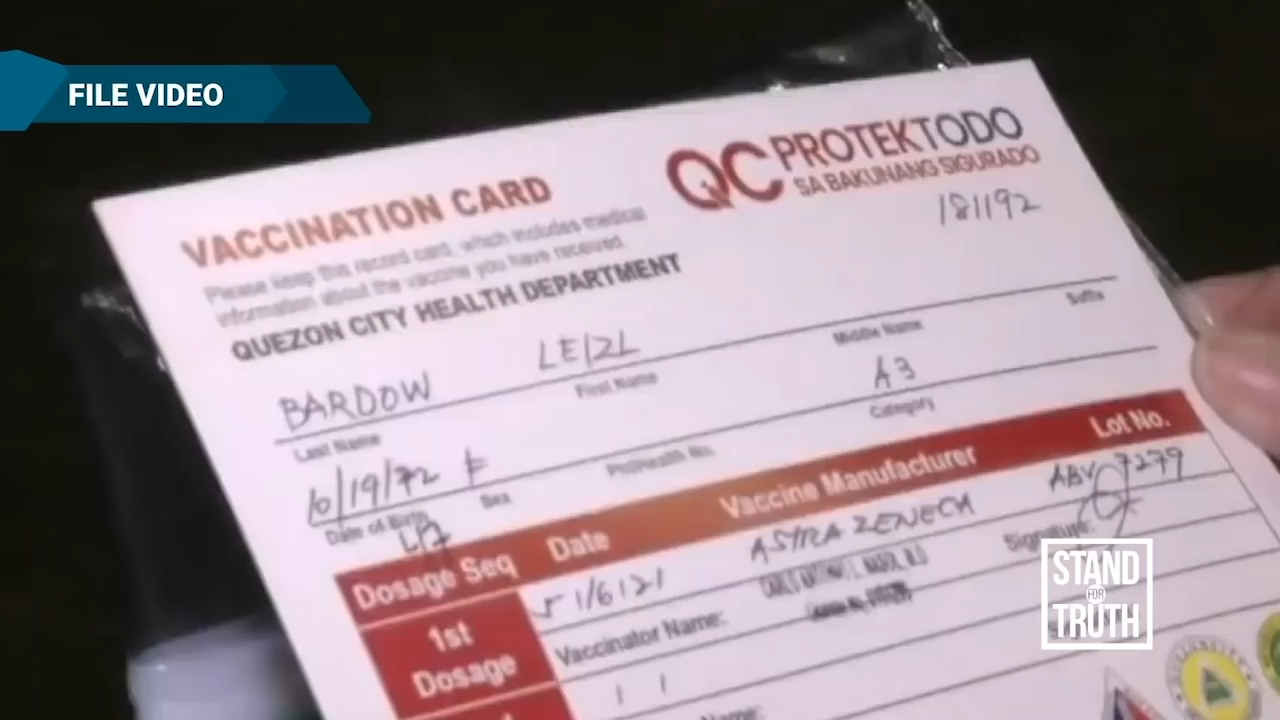 FILE VIDEO
QC PROTEKTODO
SA BAKUNANG SIGURADO
181192
VACCINATION CARD
Please keep this record card, which includes medical
information about the vaccine you have received.
QUEZON CITY HEALTH DEPARTMENT
BARDOW LEIZL
Last Name First Name Middle Name Suffix
10/19/72 F A3
Date of Birth Sex PhilHealth No. Category
Dosage Seq Date Vaccine Manufacturer Lot No.
1st
Dosage
5/6/21 ASTRA ZENECA ABV 7279
Vaccinator Name: Signature:
STAND
FOR
TRUTH